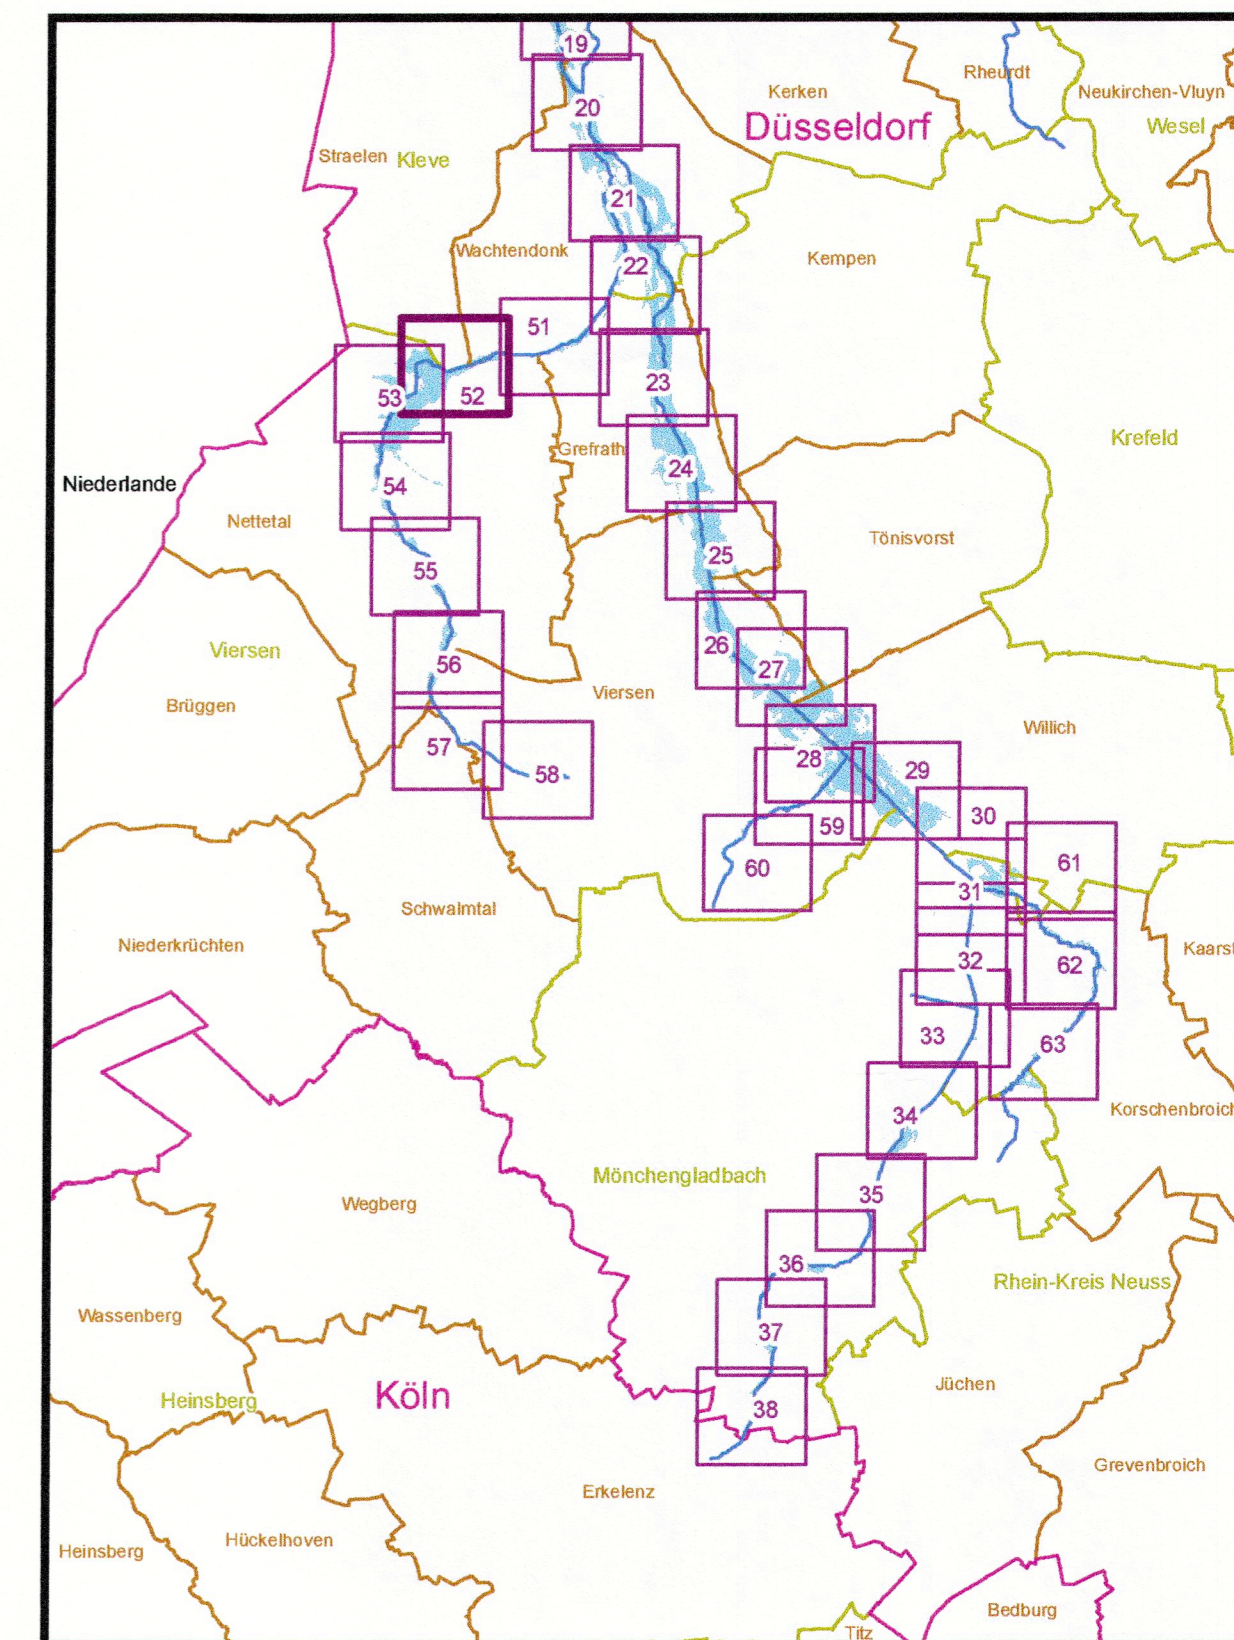 19
Rheurdt
Kerken
Neukirchen-Vluyn
20
Düsseldorf
Wesel
Straelen
Kleve
21
Wachtendonk
Kempen
22
51
53
52
23
Krefeld
Grefrath
24
Niederlande
54
Nettetal
Tönisvorst
25
55
Viersen
26
56
27
Viersen
Brüggen
Willich
57
28
29
58
30
59
61
60
31
Schwalmtal
Niederkrüchten
Kaarst
32
62
33
63
Korschenbroich
34
Mönchengladbach
35
Wegberg
36
Rhein-Kreis Neuss
Wassenberg
37
Jüchen
Köln
Heinsberg
38
Grevenbroich
Erkelenz
Hückelhoven
Heinsberg
Bedburg
Titz